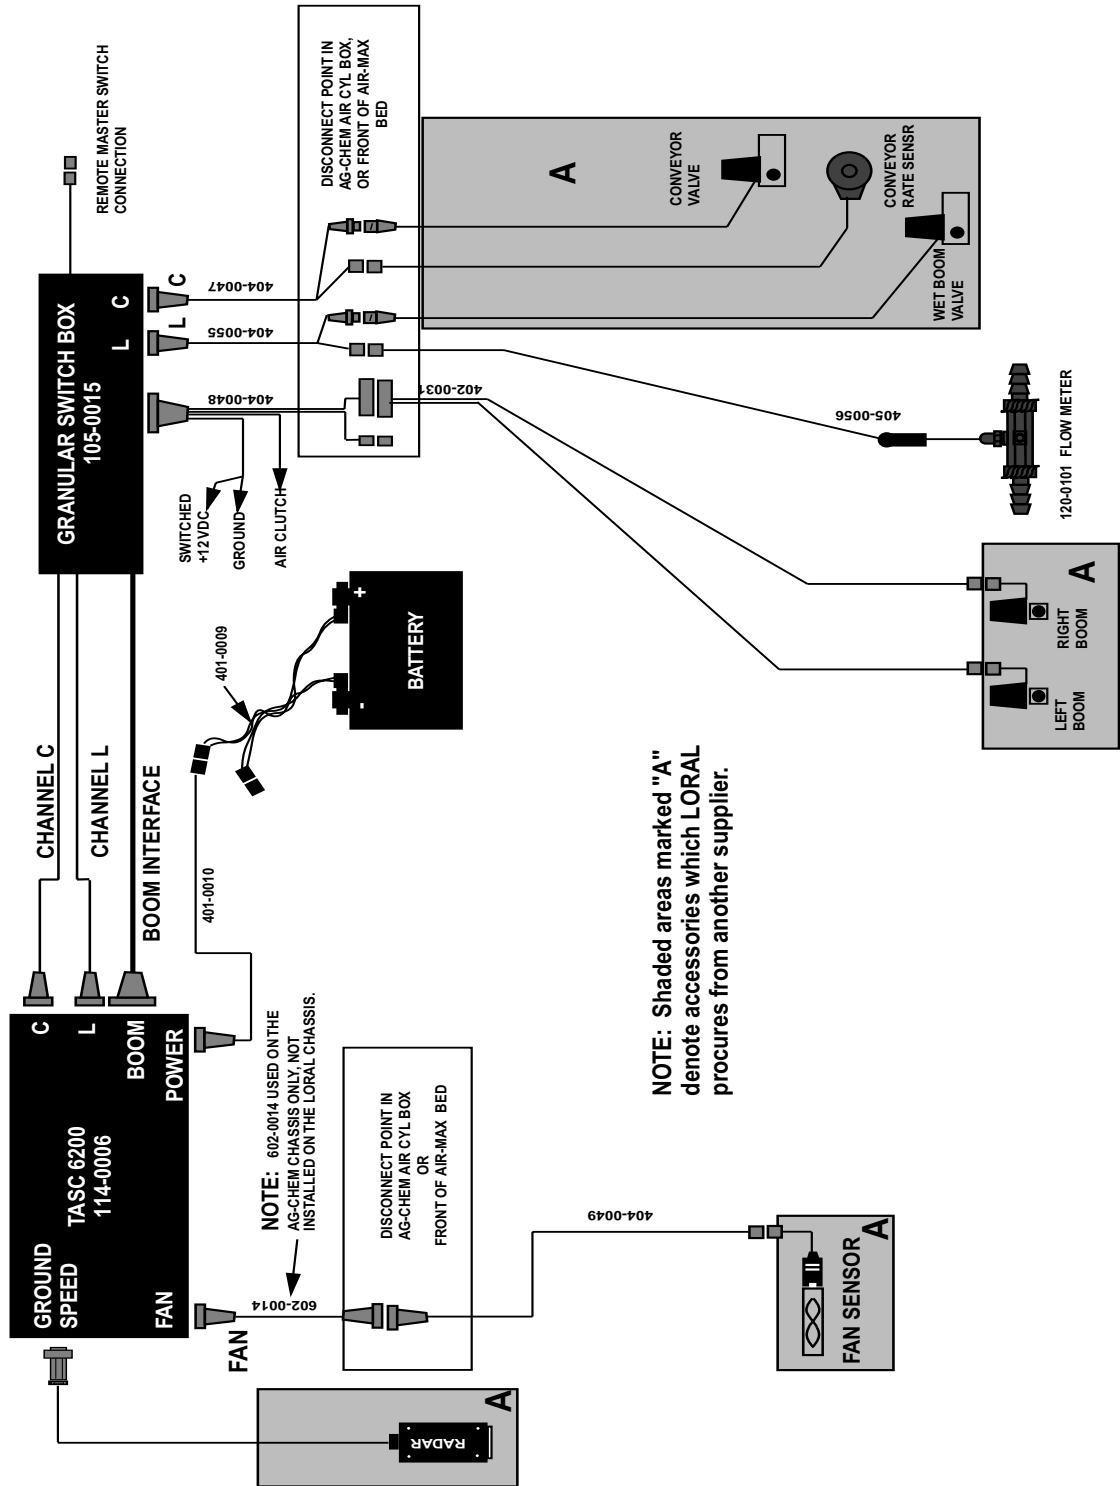 GROUND
SPEED
TASC 6200
114-0006
C
L
BOOM
POWER
FAN
FAN
CHANNEL C
CHANNEL L
BOOM INTERFACE
GRANULAR SWITCH BOX
105-0015
L
C
L
C
REMOTE MASTER SWITCH
CONNECTION
404-0047
404-0055
404-0048
SWITCHED
+12VDC
GROUND
AIR CLUTCH
DISCONNECT POINT IN
AG-CHEM AIR CYL BOX,
OR FRONT OF AIR-MAX
BED
402-0031
A
CONVEYOR
VALVE
CONVEYOR
RATE SENSR
WET BOOM
VALVE
405-0056
120-0101 FLOW METER
401-0009
401-0010
+
-
BATTERY
LEFT
BOOM
RIGHT
BOOM
A
NOTE: Shaded areas marked "A"
denote accessories which LORAL
procures from another supplier.
NOTE: 602-0014 USED ON THE
AG-CHEM CHASSIS ONLY, NOT
INSTALLED ON THE LORAL CHASSIS.
602-0014
DISCONNECT POINT IN
AG-CHEM AIR CYL BOX
OR
FRONT OF AIR-MAX BED
404-0049
FAN SENSOR
A
RADAR
A